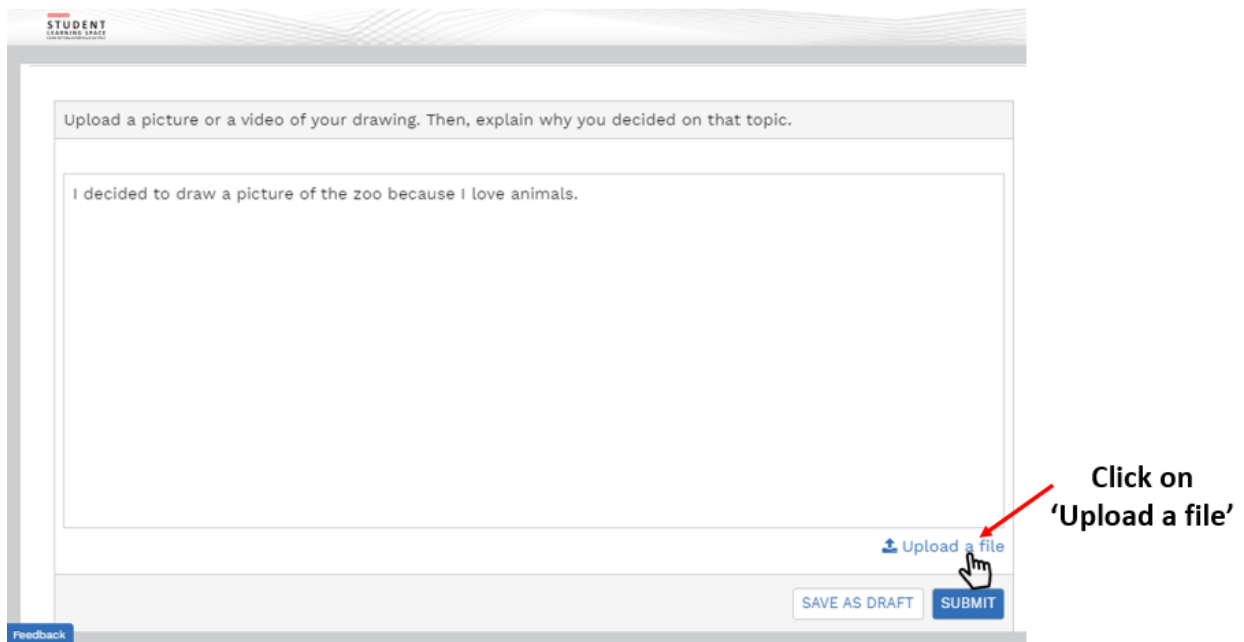 STUDENT
LEARNING SPACE
Upload a picture or a video of your drawing. Then, explain why you decided on that topic.
I decided to draw a picture of the zoo because I love animals.
Click on
‘Upload a file’
Upload a file
SAVE AS DRAFT
SUBMIT
Feedback